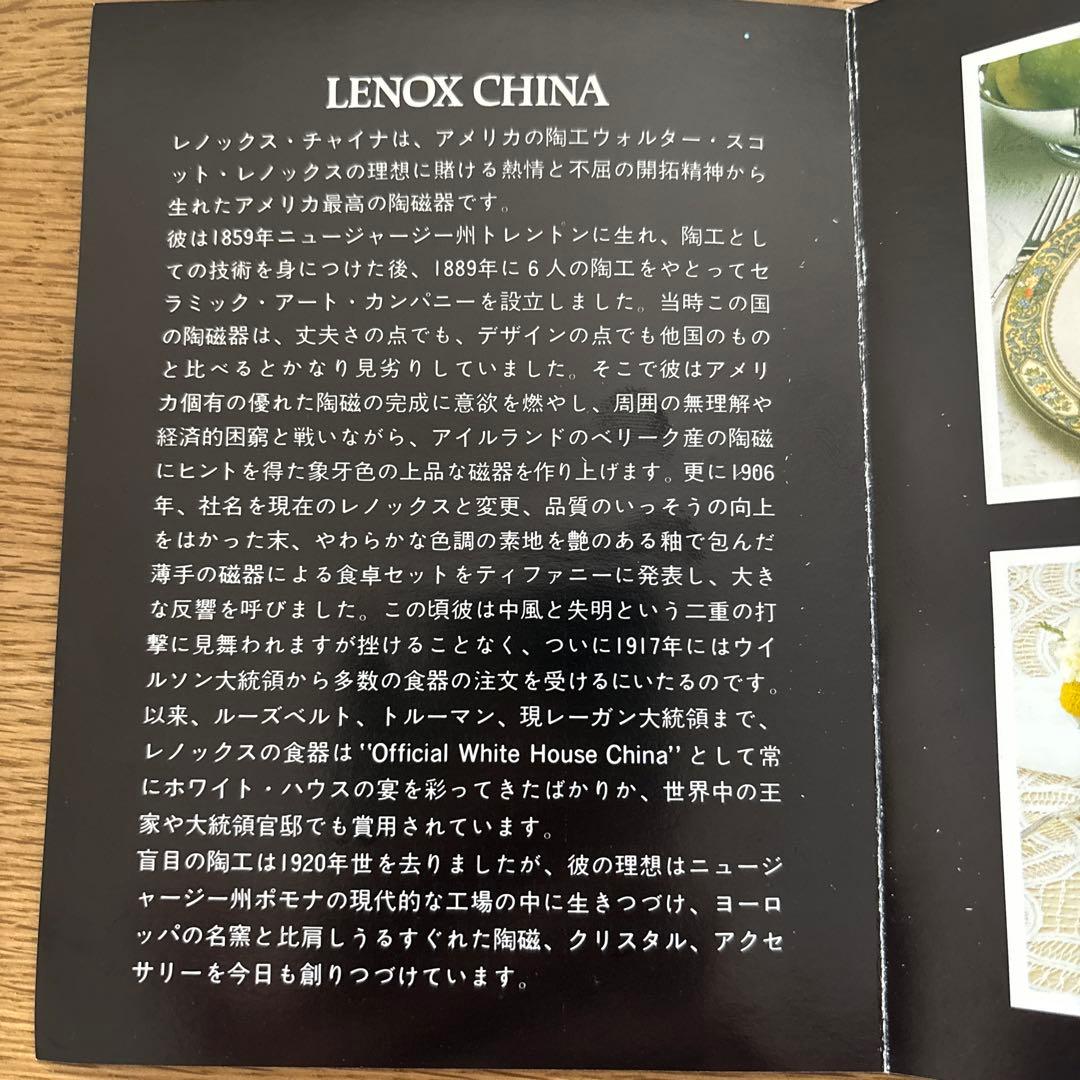 LENOX CHINA
レノックス・チャイナは、アメリカの陶工ウォルター・スコ
ット・レノックスの理想に賭ける熱情と不屈の開拓精神から
生れたアメリカ最高の陶磁器です。
彼は1859年ニュージャージー州トレントンに生れ、陶工とし
ての技術を身につけた後、1889年に6人の陶工をやとってセ
ラミック・アート・カンパニーを設立しました。当時この国
の陶磁器は、丈夫さの点でも、デザインの点でも他国のもの
と比べるとかなり見劣りしていました。そこで彼はアメリ
カ個有の優れた陶磁の完成に意欲を燃やし、周囲の無理解や
経済的困窮と戦いながら、アイルランドのベリーク産の陶磁
にヒントを得た象牙色の上品な磁器を作り上げます。更に1906
年、社名を現在のレノックスと変更、品質のいっそうの向上
をはかった末、やわらかな色調の素地を艶のある釉で包んだ
薄手の磁器による食卓セットをティファニーに発表し、大き
な反響を呼びました。この頃彼は中風と失明という二重の打
撃に見舞われますが挫けることなく、ついに1917年にはウイ
ルソン大統領から多数の食器の注文を受けるにいたるのです。
以来、ルーズベルト、トルーマン、現レーガン大統領まで、
レノックスの食器は"Official White House China"として常
にホワイト・ハウスの宴を彩ってきたばかりか、世界中の王
家や大統領官邸でも賞用されています。
盲目の陶工は1920年世を去りましたが、彼の理想はニュージ
ャージー州ポモナの現代的な工場の中に生きつづけ、ヨーロ
ッパの名窯と比肩しうるすぐれた陶磁、クリスタル、アクセ
サリーを今日も創りつづけています。